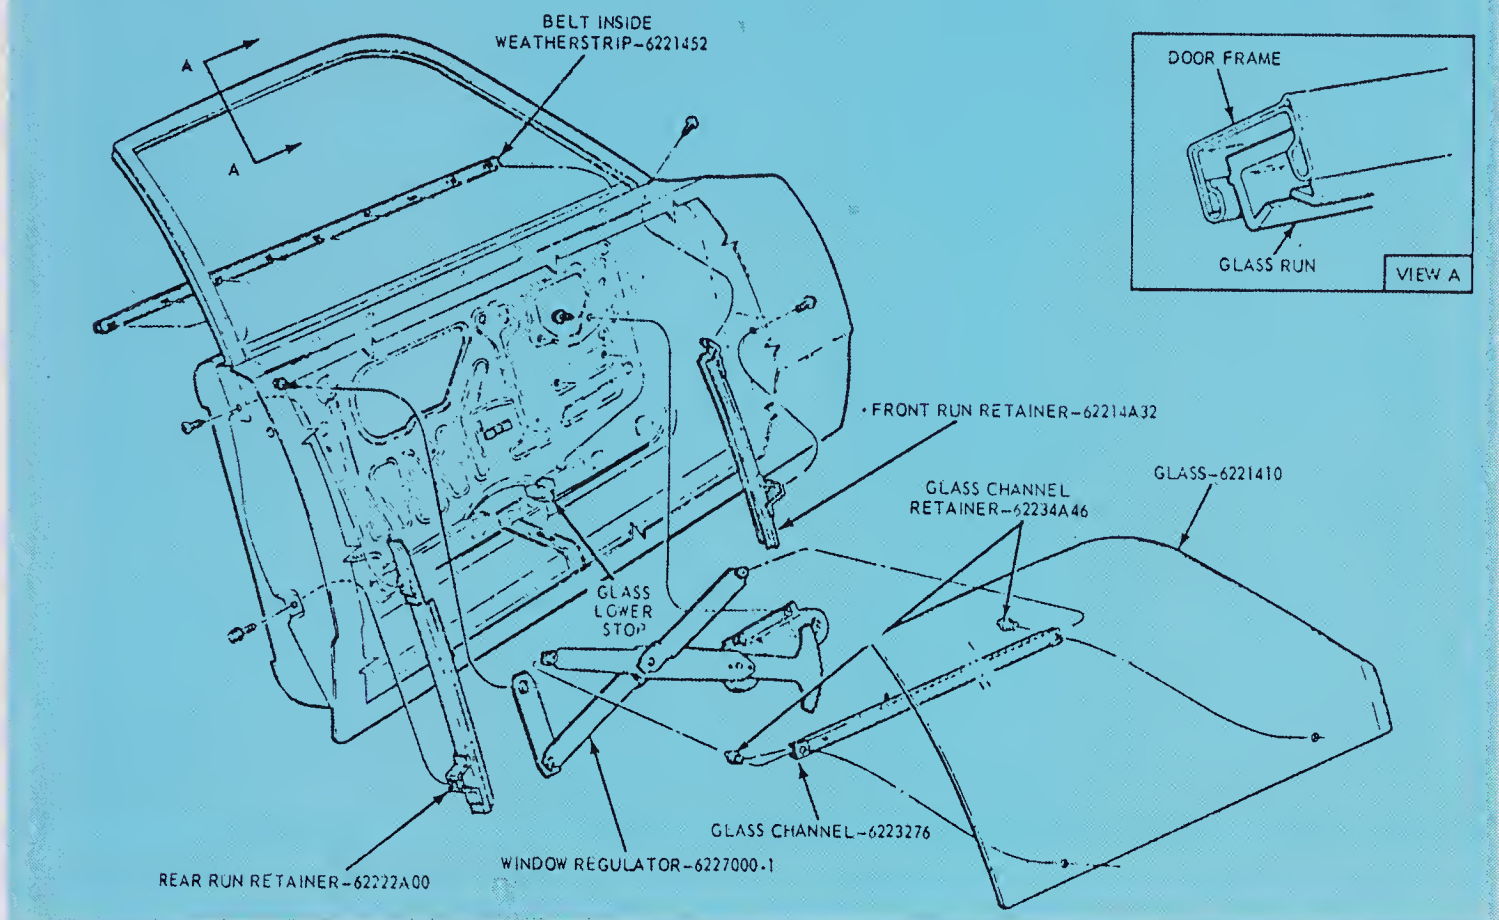 BELT INSIDE
WEATHERSTRIP-6221452
A
A
DOOR FRAME
GLASS RUN
VIEW A
FRONT RUN RETAINER-62214A32
GLASS-6221410
GLASS CHANNEL
RETAINER-62234A46
GLASS
LOWER
STOP
GLASS CHANNEL-6223276
WINDOW REGULATOR-6227000-1
REAR RUN RETAINER-62222A00